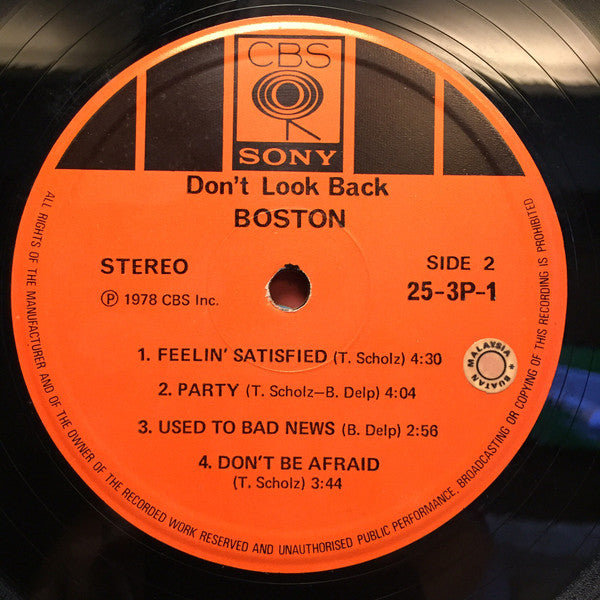 CBS
SONY
Don't Look Back
BOSTON
STEREO
SIDE 2
℗ 1978 CBS Inc.
25-3P-1
1. FEELIN' SATISFIED (T. Scholz) 4:30
2. PARTY (T. Scholz—B. Delp) 4:04
3. USED TO BAD NEWS (B. Delp) 2:56
4. DON'T BE AFRAID
(T. Scholz) 3:44
BUATAN MALAYSIA *
ALL RIGHTS OF THE MANUFACTURER AND OF THE OWNER OF THE RECORDED WORK RESERVED AND UNAUTHORISED PUBLIC PERFORMANCE, BROADCASTING OR COPYING OF THIS RECORDING IS PROHIBITED